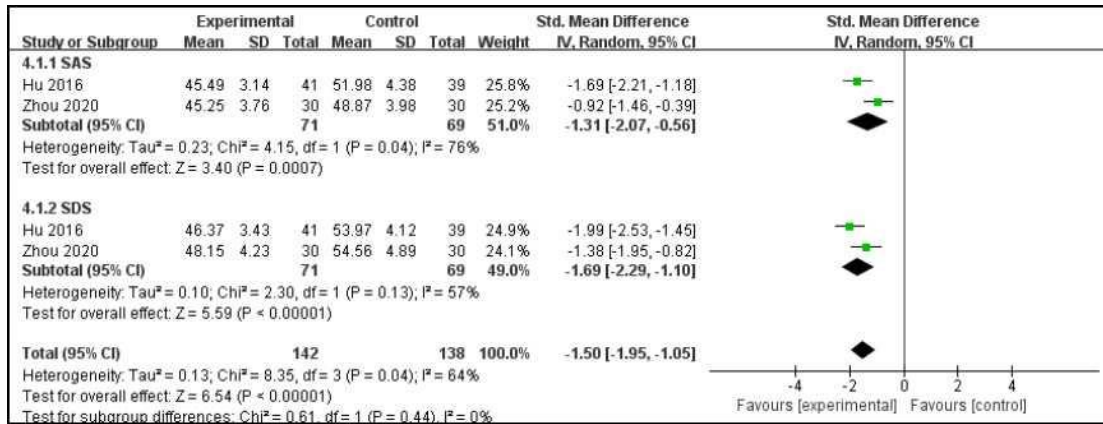 Experimental Control Std. Mean Difference Std. Mean Difference
Study or Subgroup Mean SD Total Mean SD Total Weight IV, Random, 95% CI IV, Random, 95% CI
4.1.1 SAS
Hu 2016 45.49 3.14 41 51.98 4.38 39 25.8% -1.69 [-2.21, -1.18]
Zhou 2020 45.25 3.76 30 48.87 3.98 30 25.2% -0.92 [-1.46, -0.39]
Subtotal (95% CI) 71 69 51.0% -1.31 [-2.07, -0.56]
Heterogeneity: Tau² = 0.23; Chi² = 4.15, df = 1 (P = 0.04); I² = 76%
Test for overall effect: Z = 3.40 (P = 0.0007)
4.1.2 SDS
Hu 2016 46.37 3.43 41 53.97 4.12 39 24.9% -1.99 [-2.53, -1.45]
Zhou 2020 48.15 4.23 30 54.56 4.89 30 24.1% -1.38 [-1.95, -0.82]
Subtotal (95% CI) 71 69 49.0% -1.69 [-2.29, -1.10]
Heterogeneity: Tau² = 0.10; Chi² = 2.30, df = 1 (P = 0.13); I² = 57%
Test for overall effect: Z = 5.59 (P < 0.00001)
Total (95% CI) 142 138 100.0% -1.50 [-1.95, -1.05]
Heterogeneity: Tau² = 0.13; Chi² = 8.35, df = 3 (P = 0.04); I² = 64%
Test for overall effect: Z = 6.54 (P < 0.00001)
Test for subgroup differences: Chi² = 0.61, df = 1 (P = 0.44), I² = 0%
-4 -2 0 2 4
Favours [experimental] Favours [control]